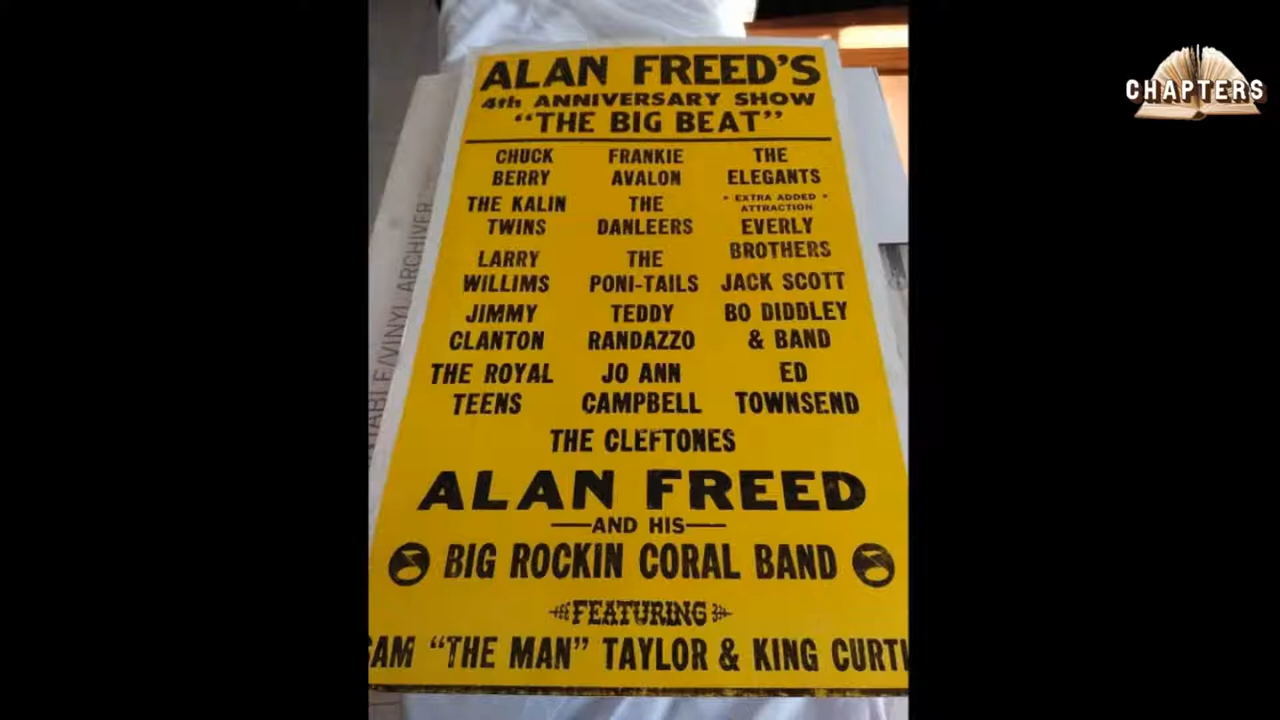 ALAN FREED'S
4th ANNIVERSARY SHOW
"THE BIG BEAT"
CHUCK
BERRY
FRANKIE
AVALON
THE
ELEGANTS
THE KALIN
TWINS
THE
DANLEERS
• EXTRA ADDED •
ATTRACTION
EVERLY
BROTHERS
LARRY
WILLIMS
THE
PONI-TAILS
JACK SCOTT
JIMMY
CLANTON
TEDDY
RANDAZZO
BO DIDDLEY
& BAND
THE ROYAL
TEENS
JO ANN
CAMPBELL
ED
TOWNSEND
THE CLEFTONES
ALAN FREED
—AND HIS—
BIG ROCKIN CORAL BAND
FEATURING
"THE MAN" TAYLOR & KING
CHAPTERS